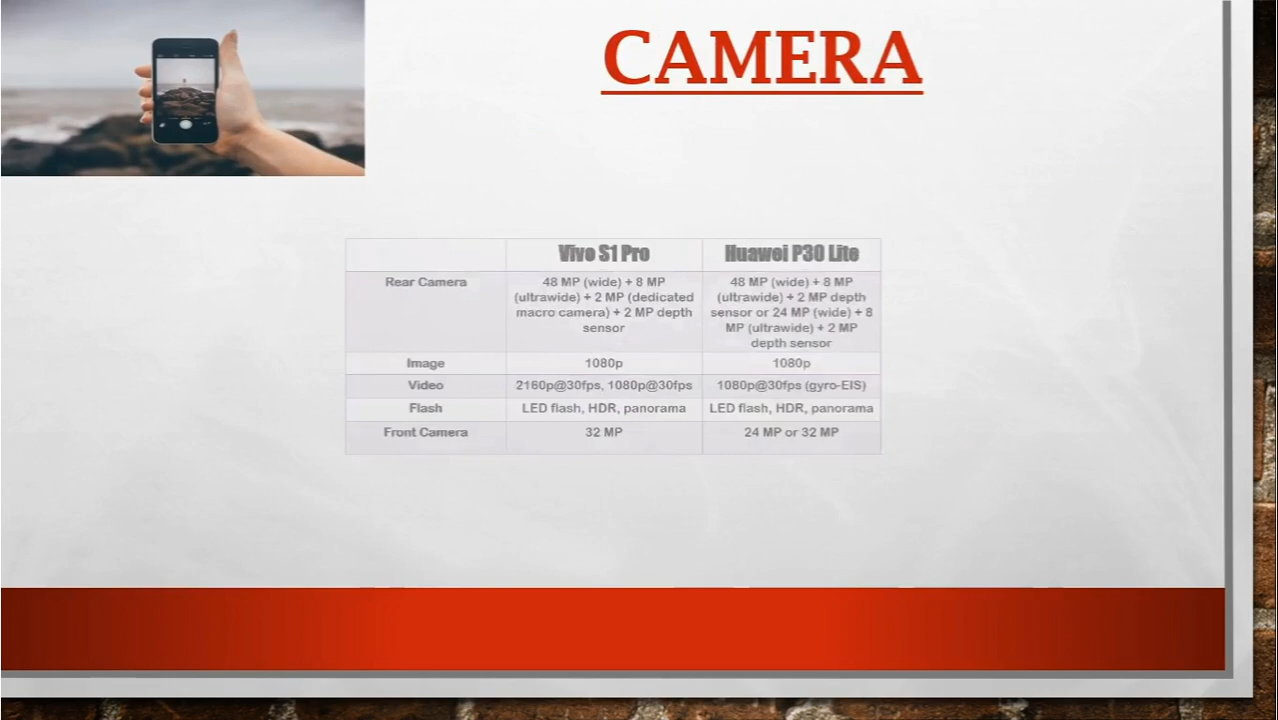 CAMERA
Vivo S1 Pro
Huawei P30 Lite
Rear Camera
48 MP (wide) + 8 MP
(ultrawide) + 2 MP (dedicated
macro camera) + 2 MP depth
sensor
48 MP (wide) + 8 MP
(ultrawide) + 2 MP depth
sensor or 24 MP (wide) + 8
MP (ultrawide) + 2 MP
depth sensor
Image
1080p
1080p
Video
2160p@30fps, 1080p@30fps
1080p@30fps (gyro-EIS)
Flash
LED flash, HDR, panorama
LED flash, HDR, panorama
Front Camera
32 MP
24 MP or 32 MP